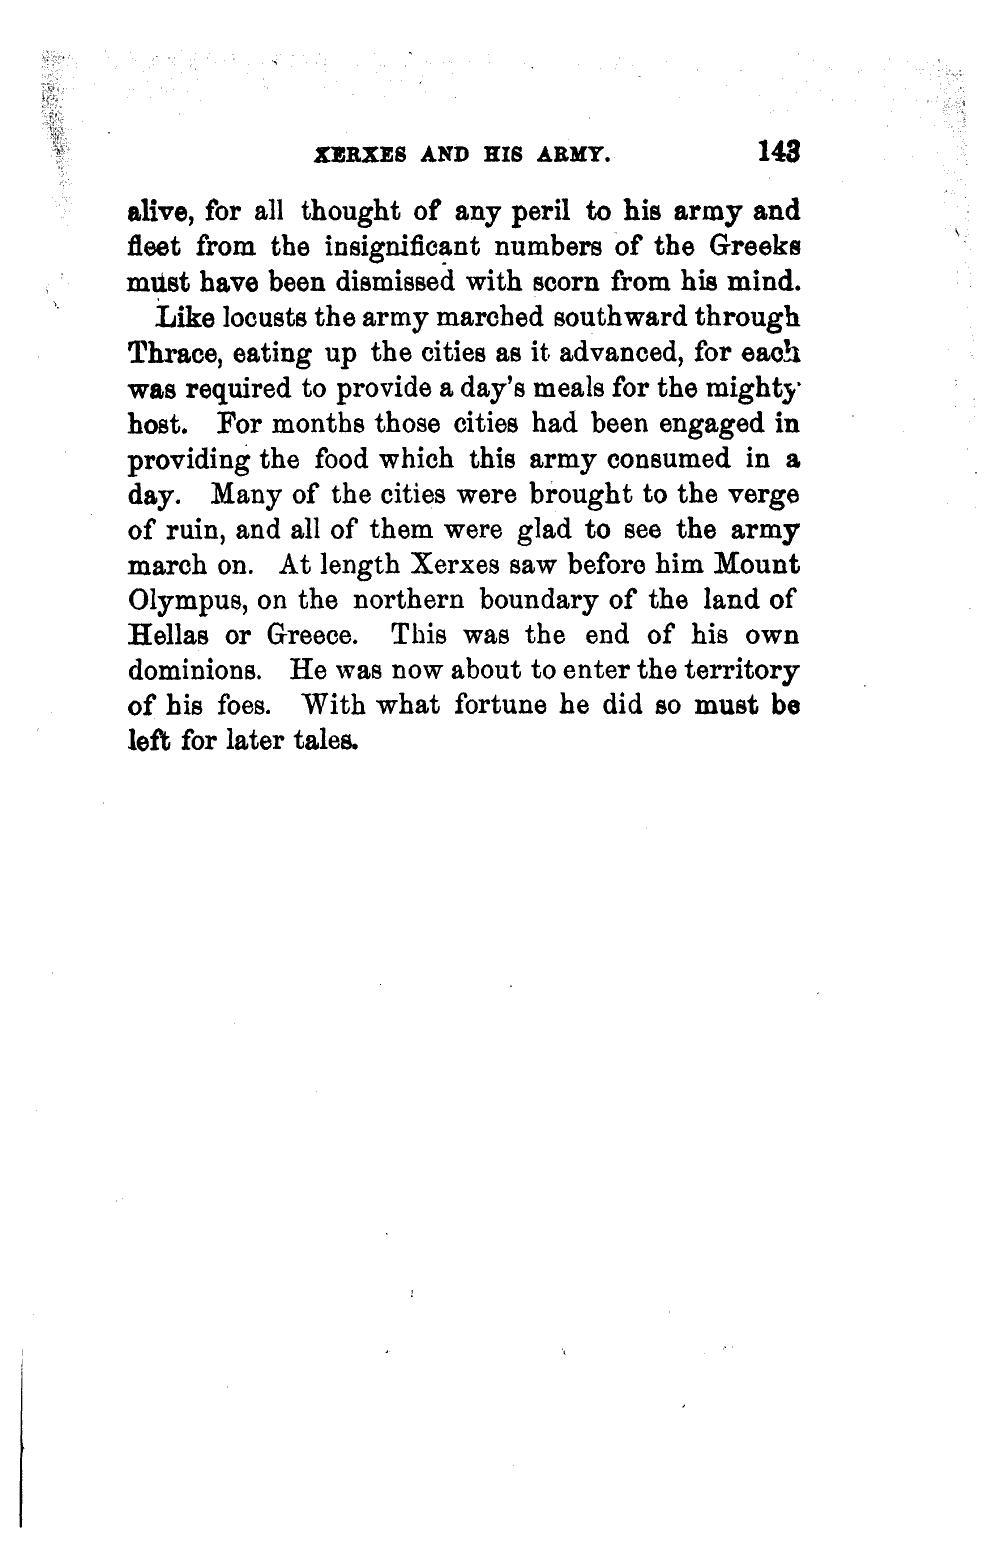 XERXES AND HIS ARMY. 143
alive, for all thought of any peril to his army and
fleet from the insignificant numbers of the Greeks
must have been dismissed with scorn from his mind.
Like locusts the army marched southward through
Thrace, eating up the cities as it advanced, for each
was required to provide a day's meals for the mighty
host. For months those cities had been engaged in
providing the food which this army consumed in a
day. Many of the cities were brought to the verge
of ruin, and all of them were glad to see the army
march on. At length Xerxes saw before him Mount
Olympus, on the northern boundary of the land of
Hellas or Greece. This was the end of his own
dominions. He was now about to enter the territory
of his foes. With what fortune he did so must be
left for later tales.